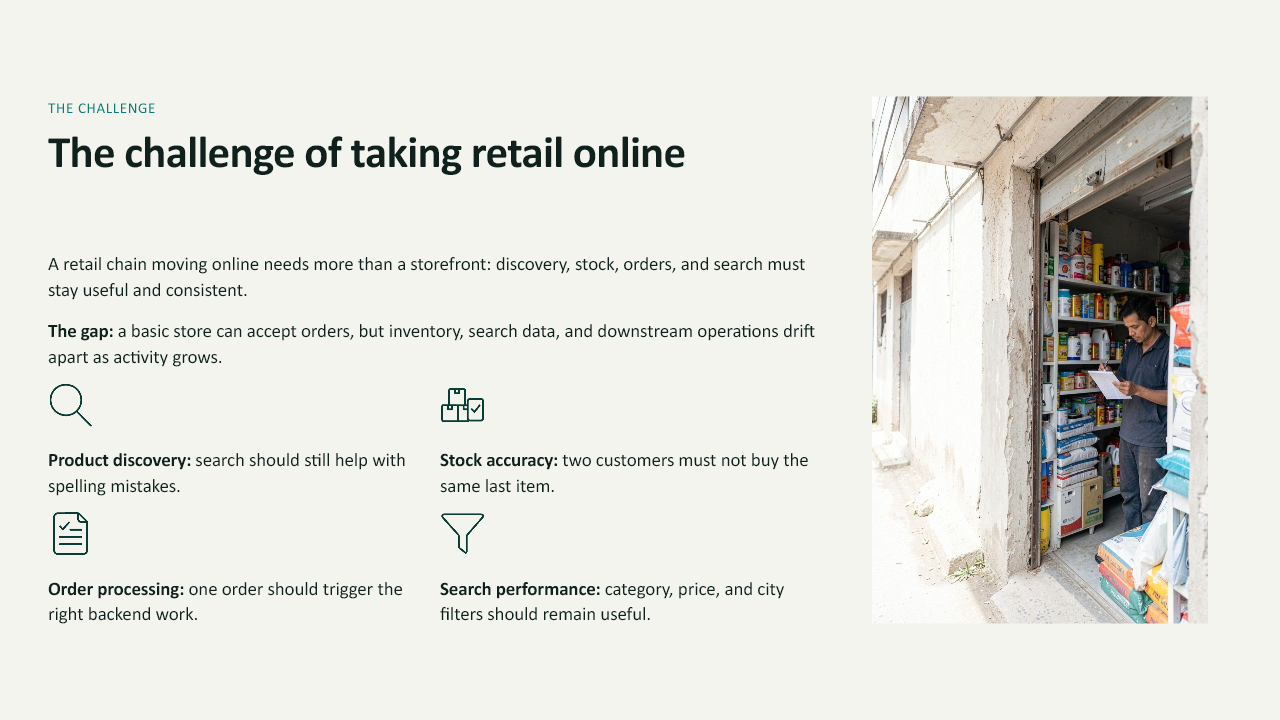 THE CHALLENGE
The challenge of taking retail online
A retail chain moving online needs more than a storefront: discovery, stock, orders, and search must
stay useful and consistent.
The gap: a basic store can accept orders, but inventory, search data, and downstream operations drift
apart as activity grows.
Product discovery: search should still help with
spelling mistakes.
Stock accuracy: two customers must not buy the
same last item.
Order processing: one order should trigger the
right backend work.
Search performance: category, price, and city
filters should remain useful.